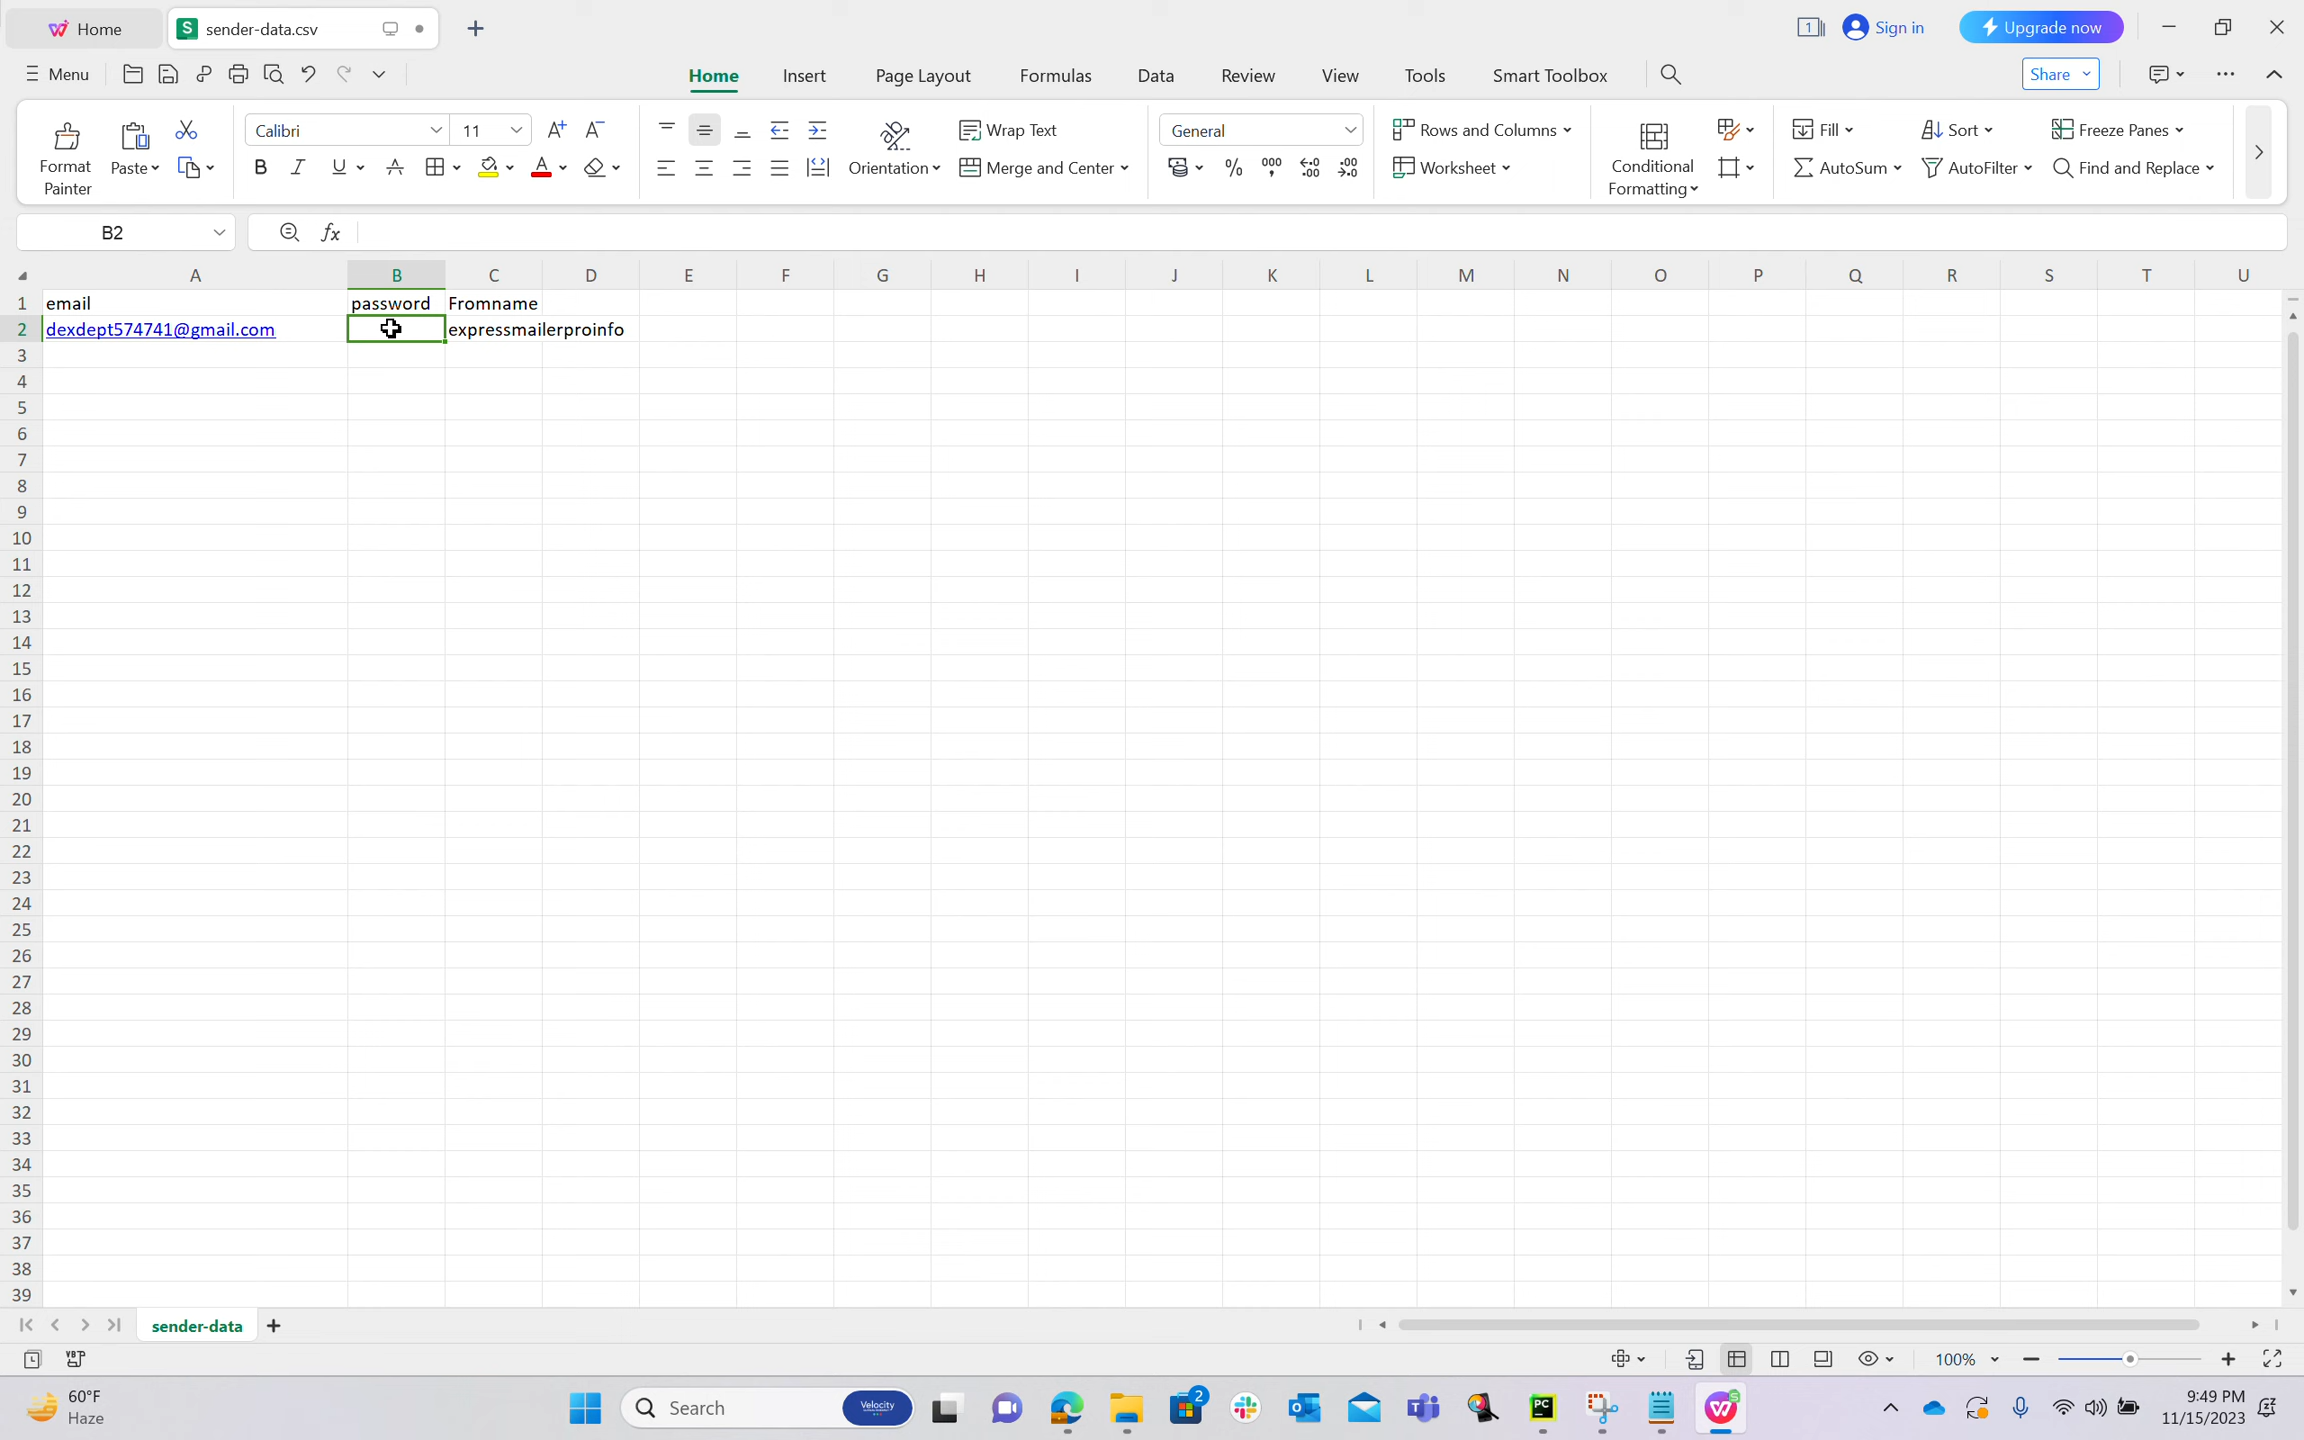 Home
sender-data.csv
1
Sign in
Upgrade now
Menu
Home
Insert
Page Layout
Formulas
Data
Review
View
Tools
Smart Toolbox
Share
Format
Painter
Paste
Calibri
11
Orientation
Wrap Text
Merge and Center
General
Rows and Columns
Worksheet
Conditional
Formatting
Fill
Sort
Freeze Panes
AutoSum
AutoFilter
Find and Replace
B2
A B C D E F G H I J K L M N O P Q R S T U
1 email password Fromname
2 dexdept574741@gmail.com expressmailerproinfo
3
4
5
6
7
8
9
10
11
12
13
14
15
16
17
18
19
20
21
22
23
24
25
26
27
28
29
30
31
32
33
34
35
36
37
38
39
sender-data
100%
60°F
Haze
Search
Velocity
2
9:49 PM
11/15/2023